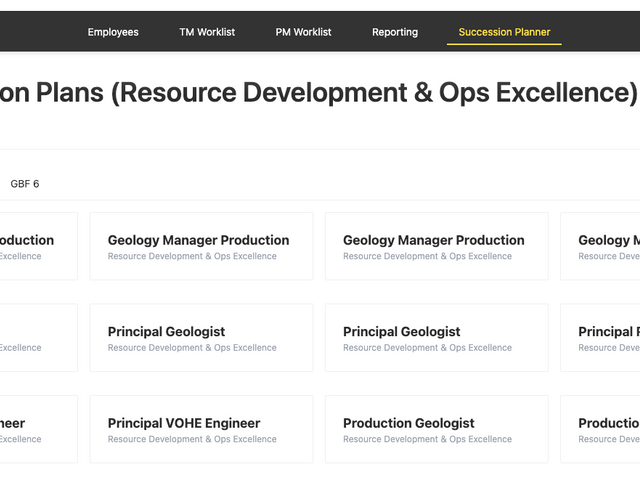 Employees TM Worklist PM Worklist Reporting Succession Planner
on Plans (Resource Development & Ops Excellence)
GBF 6
oduction Geology Manager Production Geology Manager Production Geology M
Excellence Resource Development & Ops Excellence Resource Development & Ops Excellence Resource Deve
Principal Geologist Principal Geologist Principal
Excellence Resource Development & Ops Excellence Resource Development & Ops Excellence Resource Deve
neer Principal VOHE Engineer Production Geologist Productio
Excellence Resource Development & Ops Excellence Resource Development & Ops Excellence Resource Deve